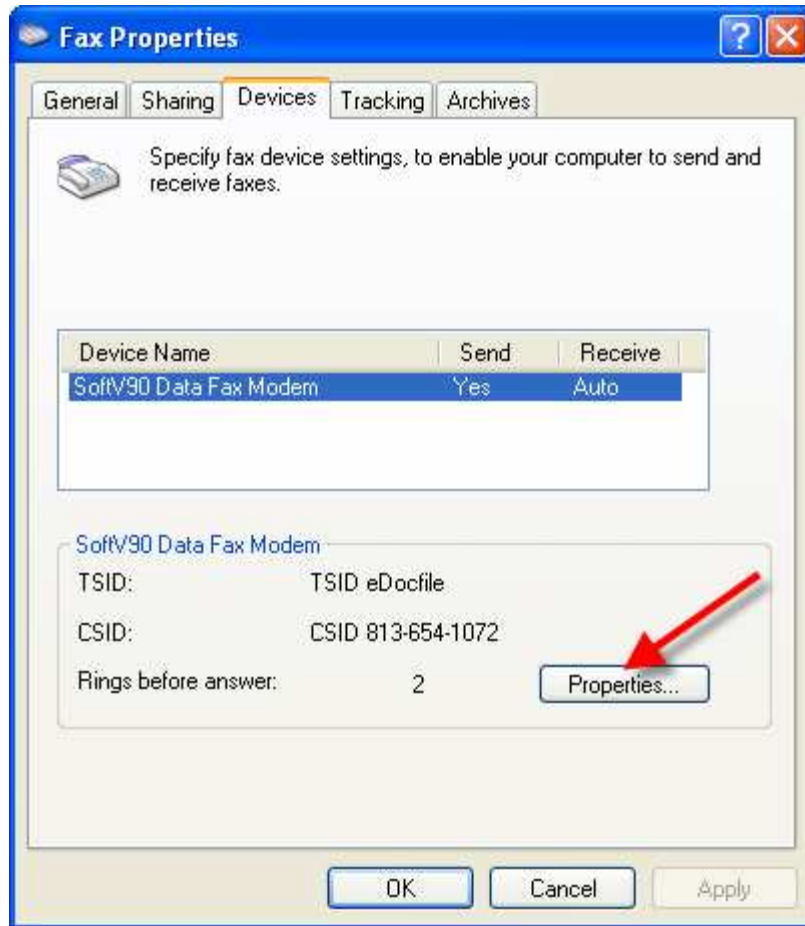 Fax Properties
General Sharing Devices Tracking Archives
Specify fax device settings, to enable your computer to send and
receive faxes.
Device Name Send Receive
SoftV90 Data Fax Modem Yes Auto
SoftV90 Data Fax Modem
TSID: TSID eDocfile
CSID: CSID 813-654-1072
Rings before answer: 2 Properties...
OK Cancel Apply